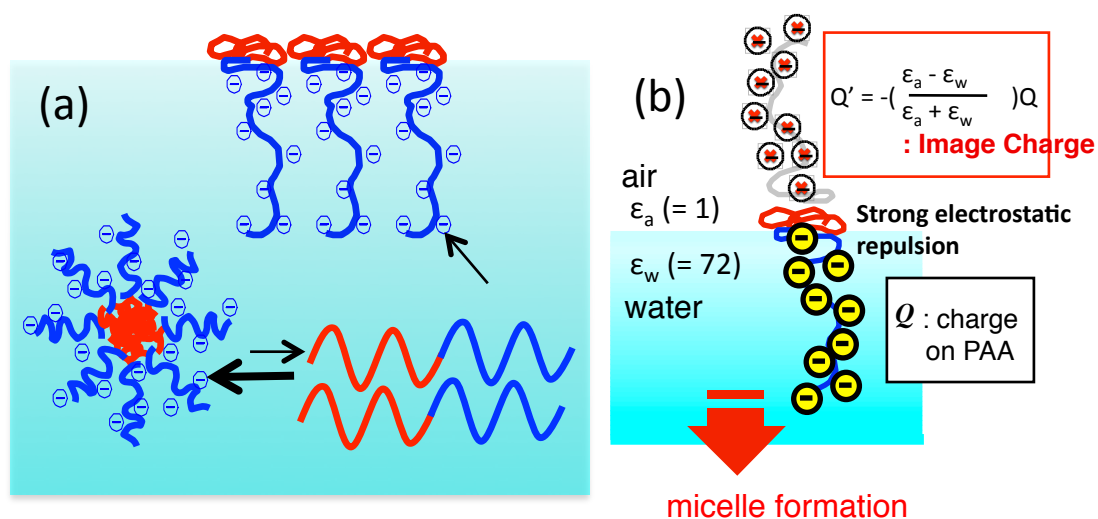 (a)
(b)
Q' = -( εa - εw / εa + εw )Q
: Image Charge
air
εa (= 1)
Strong electrostatic
repulsion
εw (= 72)
water
Q : charge
on PAA
micelle formation